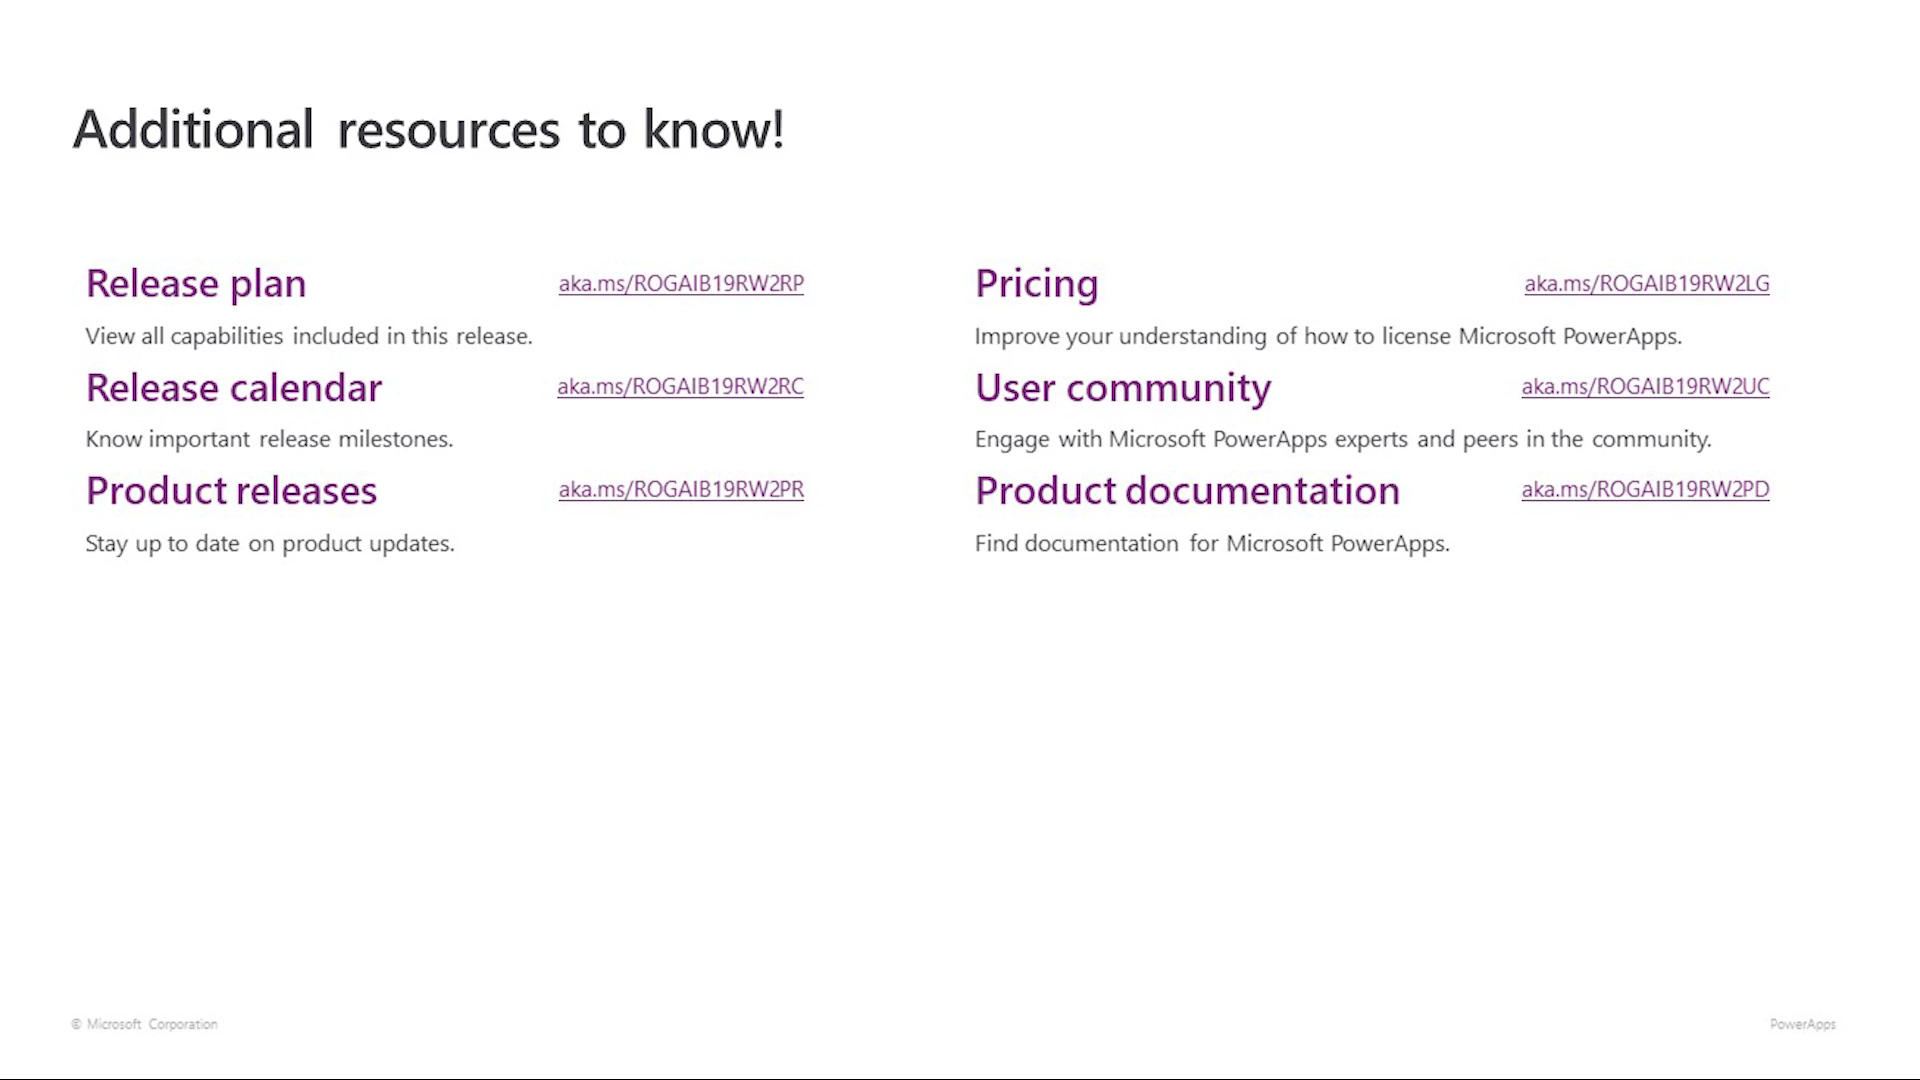 Additional resources to know!
Release plan aka.ms/ROGAIB19RW2RP
View all capabilities included in this release.
Release calendar aka.ms/ROGAIB19RW2RC
Know important release milestones.
Product releases aka.ms/ROGAIB19RW2PR
Stay up to date on product updates.
Pricing aka.ms/ROGAIB19RW2LG
Improve your understanding of how to license Microsoft PowerApps.
User community aka.ms/ROGAIB19RW2UC
Engage with Microsoft PowerApps experts and peers in the community.
Product documentation aka.ms/ROGAIB19RW2PD
Find documentation for Microsoft PowerApps.
© Microsoft Corporation
PowerApps